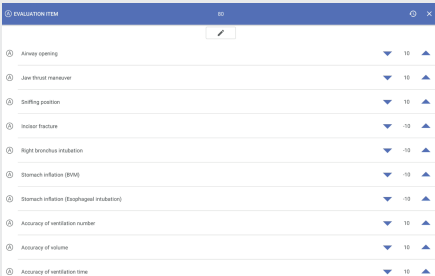 A EVALUATION ITEM 80
A Airway opening 10
A Jaw thrust maneuver 10
A Sniffing position 10
A Incisor fracture -10
A Right bronchus intubation -10
A Stomach inflation (BVM) -10
A Stomach inflation (Esophageal intubation) -10
A Accuracy of ventilation number 10
A Accuracy of volume 10
A Accuracy of ventilation time 10